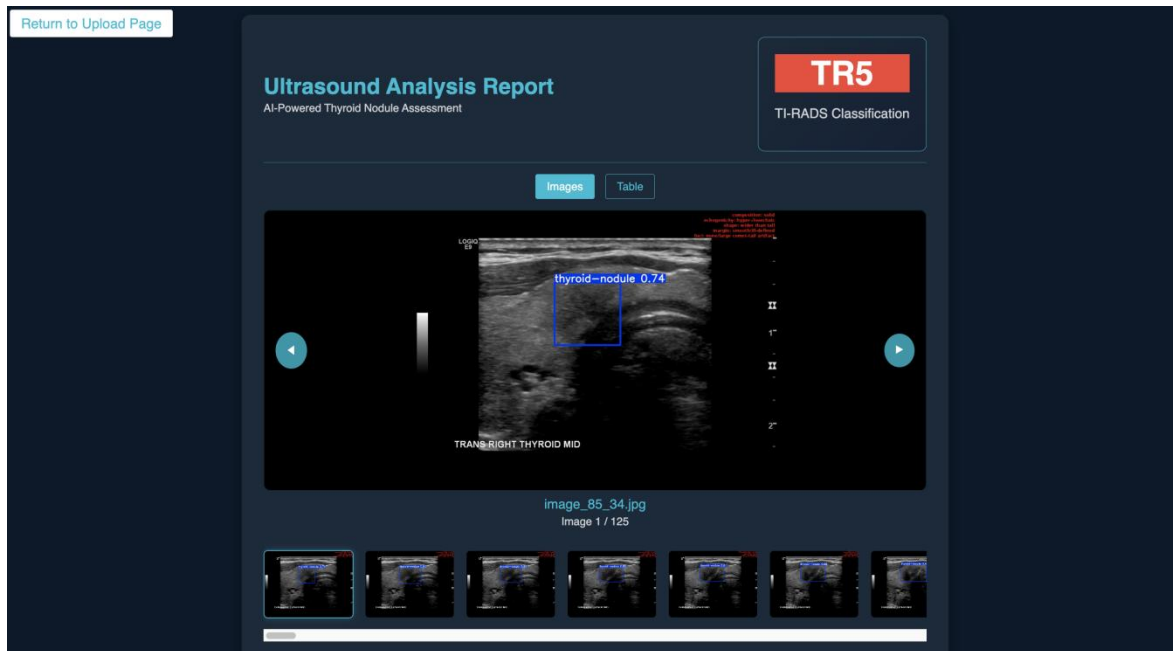 Return to Upload Page
Ultrasound Analysis Report
AI-Powered Thyroid Nodule Assessment
TR5
TI-RADS Classification
Images
Table
LOGIQ
E9
thyroid-nodule 0.74
1"
2"
TRANS RIGHT THYROID MID
image_85_34.jpg
Image 1 / 125